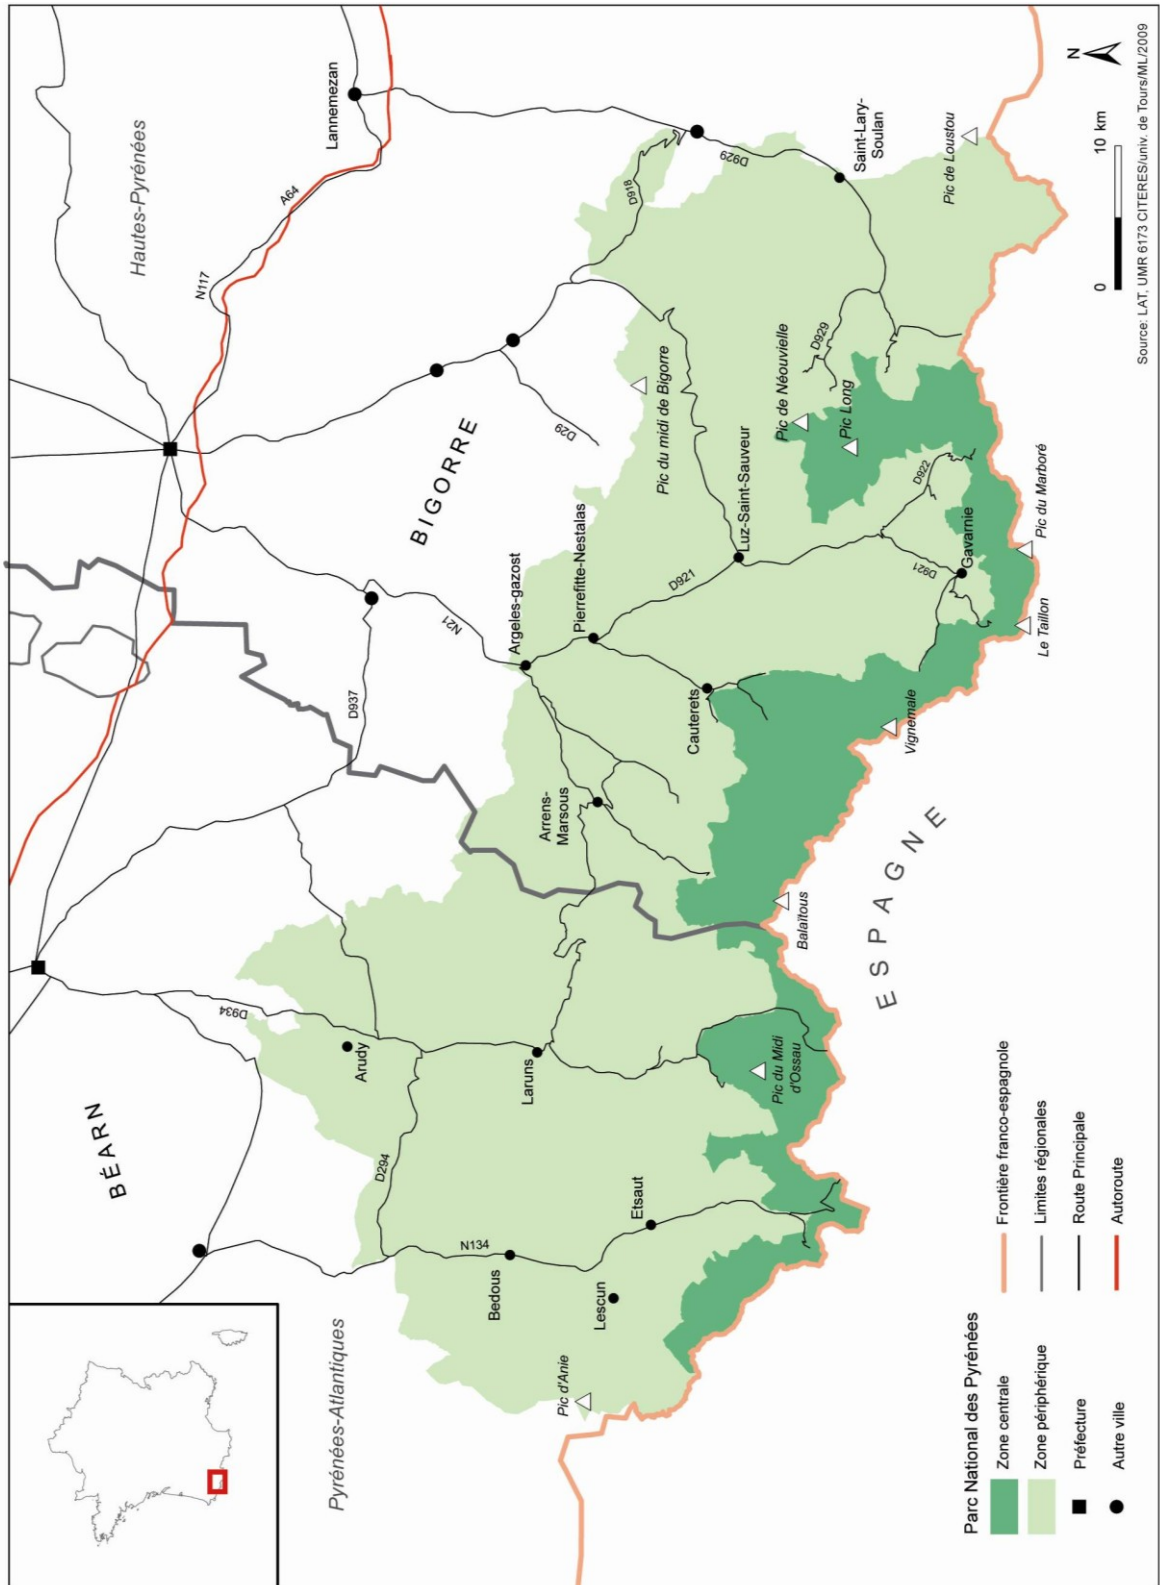 Hautes-Pyrénées
Lannemezan
A64
N117
BÉARN
BIGORRE
D29
D918
D929
Pic du midi de Bigorre
Saint-Lary-
Soulan
Pic de Loustou
Pic de Néouvielle
Pic Long
D929
Luz-Saint-Sauveur
Pierrefitte-Nestalas
Argeles-gazost
N21
D921
D937
D922
D921
Gavarnie
Pic du Marboré
Le Taillon
Cauterets
Vignemale
Arrens-
Marsous
Balaïtous
ESPAGNE
D934
Arudy
Laruns
Pic du Midi
d'Ossau
D294
Etsaut
N134
Bedous
Lescun
Pic d'Anie
Pyrénées-Atlantiques
Parc National des Pyrénées
Zone centrale
Zone périphérique
Préfecture
Autre ville
Frontière franco-espagnole
Limites régionales
Route Principale
Autoroute
N
0
10 km
Source: LAT, UMR 6173 CITERES/univ. de Tours/ML/2009